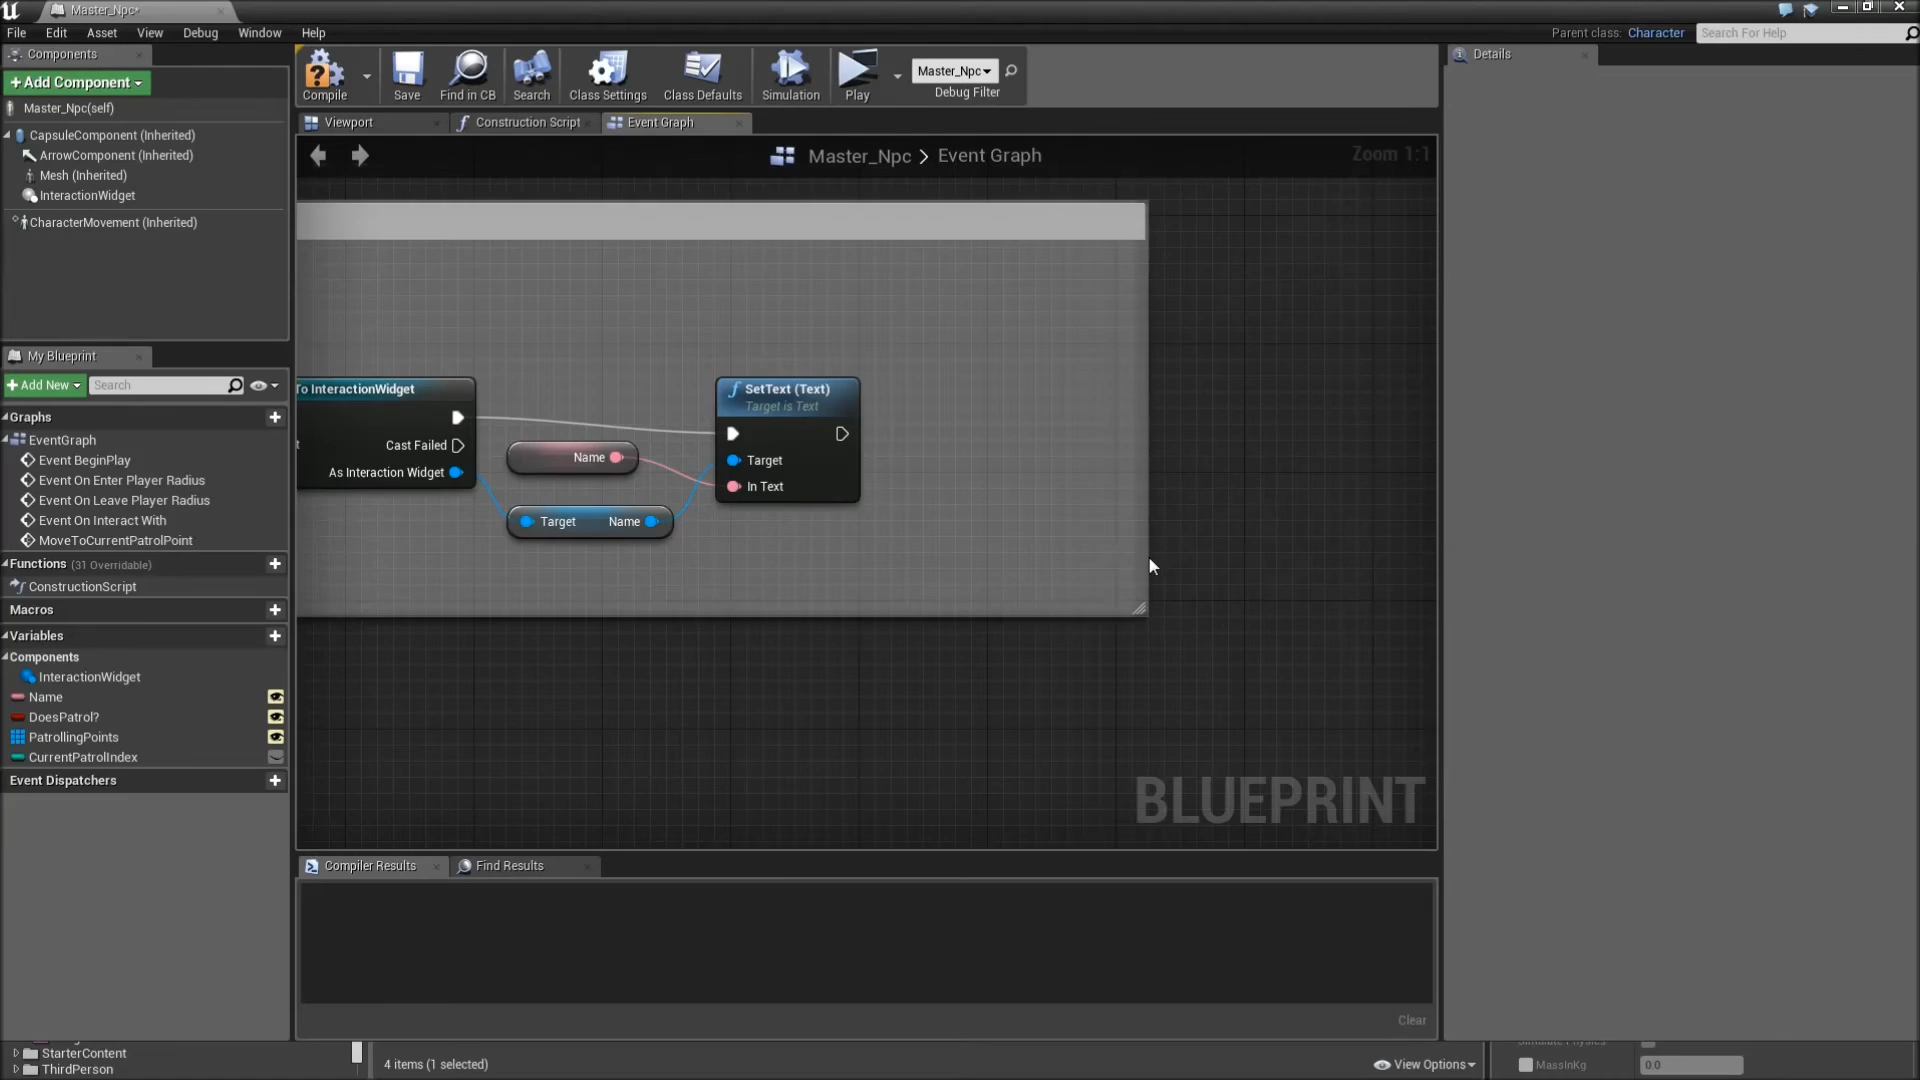 Master_Npc*
File Edit Asset View Debug Window Help
Parent class: Character
Search For Help
Components
+Add Component
Master_Npc(self)
CapsuleComponent (Inherited)
ArrowComponent (Inherited)
Mesh (Inherited)
InteractionWidget
CharacterMovement (Inherited)
Compile
Save
Find in CB
Search
Class Settings
Class Defaults
Simulation
Play
Master_Npc
Debug Filter
Details
Viewport
Construction Script
Event Graph
Master_Npc > Event Graph
Zoom 1:1
To InteractionWidget
Cast Failed
As Interaction Widget
Name
Target Name
SetText (Text)
Target is Text
Target
In Text
BLUEPRINT
My Blueprint
+Add New
Search
Graphs
EventGraph
Event BeginPlay
Event On Enter Player Radius
Event On Leave Player Radius
Event On Interact With
MoveToCurrentPatrolPoint
Functions (31 Overridable)
ConstructionScript
Macros
Variables
Components
InteractionWidget
Name
DoesPatrol?
PatrollingPoints
CurrentPatrolIndex
Event Dispatchers
Compiler Results
Find Results
Clear
StarterContent
ThirdPerson
4 items (1 selected)
View Options
MassInKg
0.0